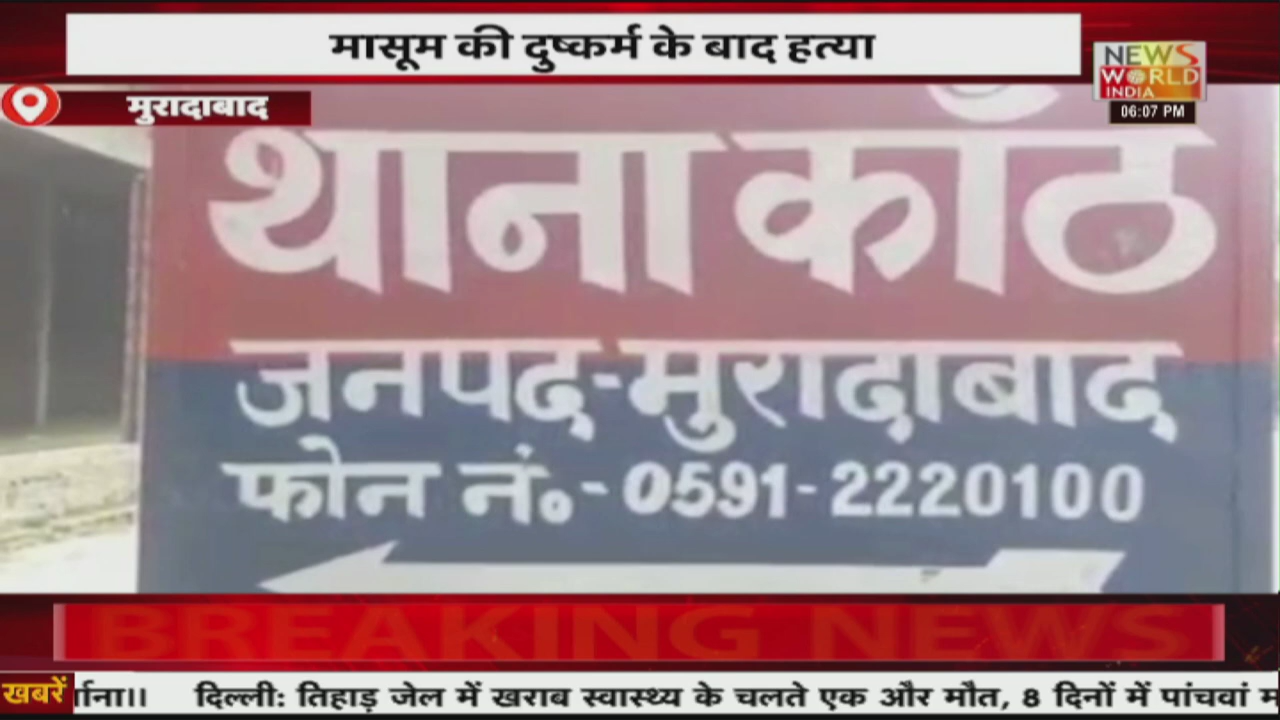 मासूम की दुष्कर्म के बाद हत्या
NEWS
WORLD
INDIA
06:07 PM
मुरादाबाद
थाना काँठ
जनपद-मुरादाबाद
फोन नं०-0591-2220100
BREAKING NEWS
खबरें
दिल्ली: तिहाड़ जेल में खराब स्वास्थ्य के चलते एक और मौत, 8 दिनों में पांचवां